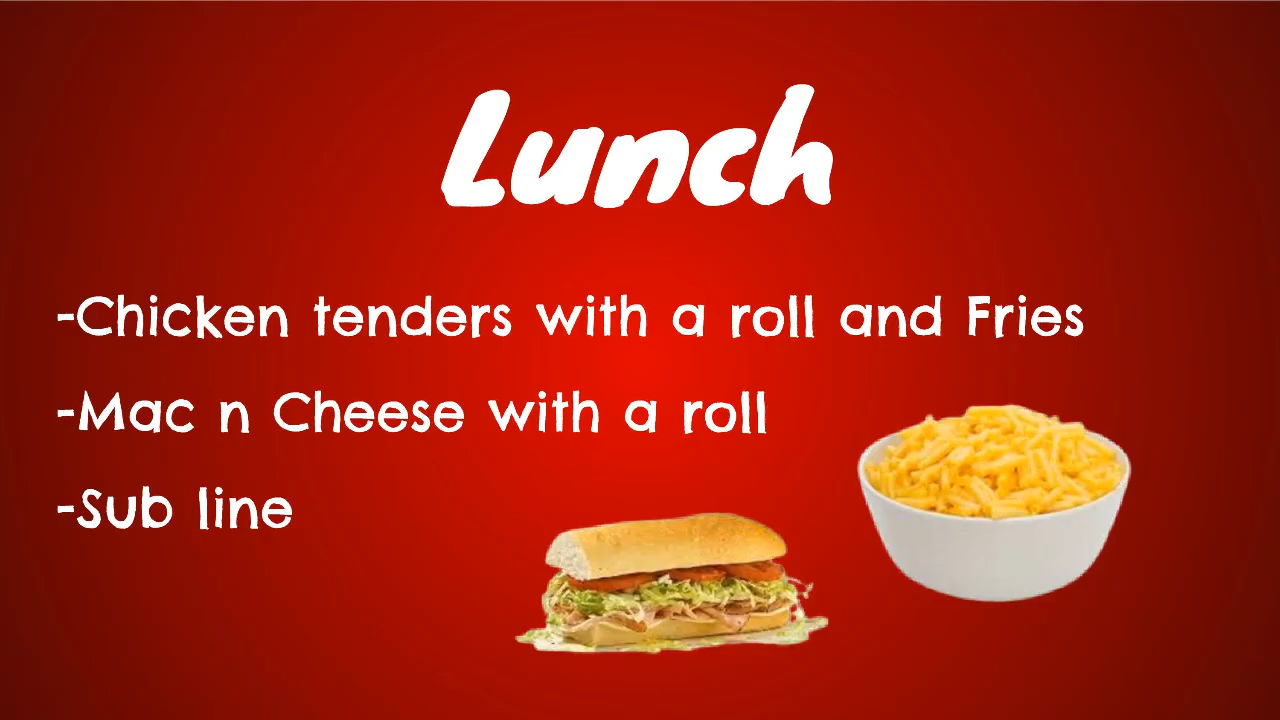 Lunch
-Chicken tenders with a roll and Fries
-Mac n Cheese with a roll
-Sub line